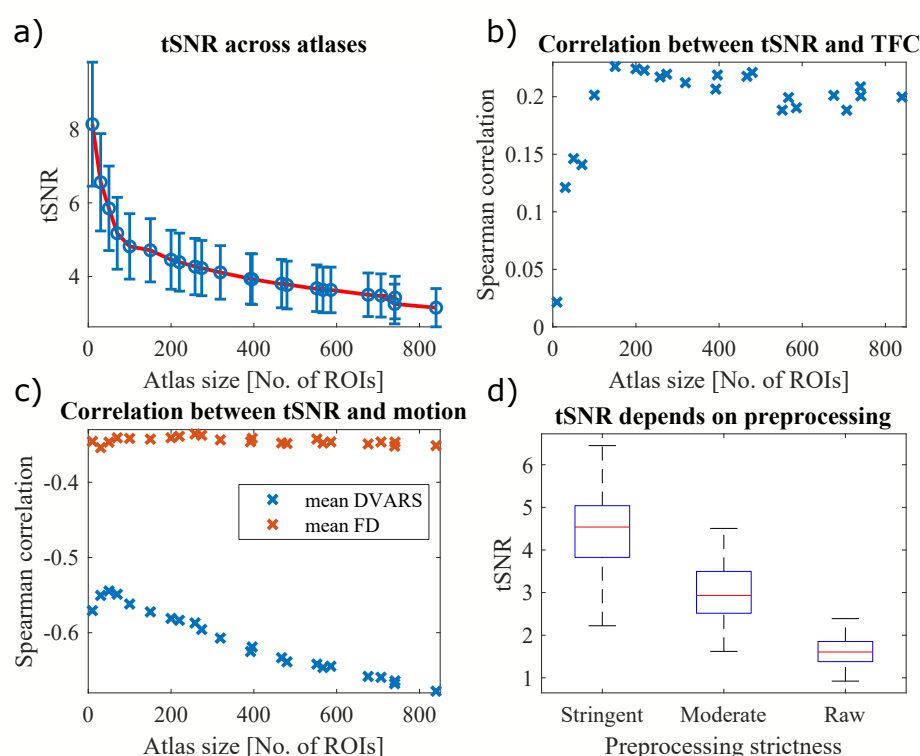 a)
tSNR across atlases
8
6
4
tSNR
0 200 400 600 800
Atlas size [No. of ROIs]
b)
Correlation between tSNR and TFC
0.2
0.15
0.1
0.05
0
Spearman correlation
0 200 400 600 800
Atlas size [No. of ROIs]
c)
Correlation between tSNR and motion
-0.4
-0.5
-0.6
Spearman correlation
mean DVARS
mean FD
0 200 400 600 800
Atlas size [No. of ROIs]
d)
tSNR depends on preprocessing
6
5
4
3
2
1
tSNR
Stringent Moderate Raw
Preprocessing strictness